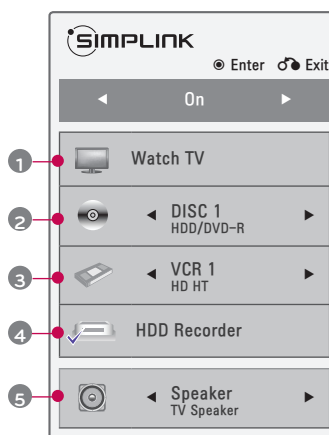 SIMPLINK
Enter Exit
On
1 Watch TV
2 DISC 1
HDD/DVD-R
3 VCR 1
HD HT
4 HDD Recorder
5 Speaker
TV Speaker